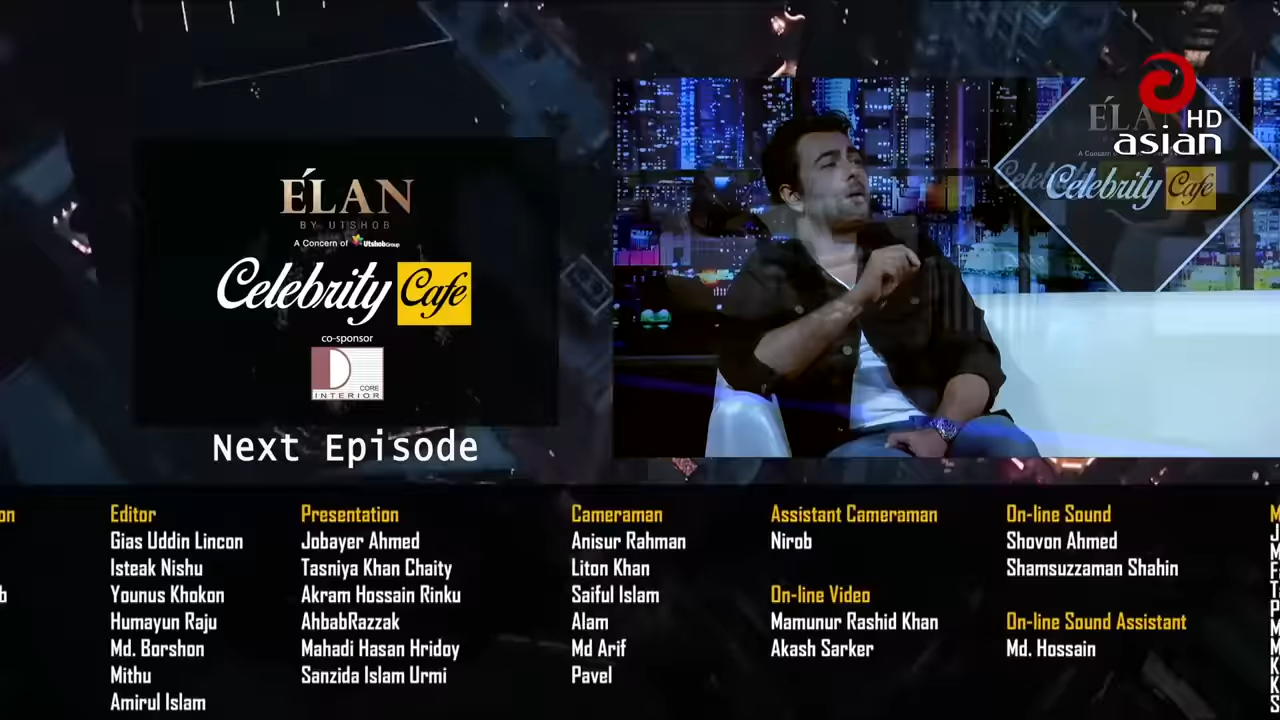 ÉLAN
BY UTSHOB
A Concern of UtshobGroup
Celebrity Cafe
co-sponsor
D
CORE
INTERIOR
Next Episode
ÉLAN
A Concern
Celebrity Cafe
HD
asian
on
b
Editor
Gias Uddin Lincon
Isteak Nishu
Younus Khokon
Humayun Raju
Md. Borshon
Mithu
Amirul Islam
Presentation
Jobayer Ahmed
Tasniya Khan Chaity
Akram Hossain Rinku
AhbabRazzak
Mahadi Hasan Hridoy
Sanzida Islam Urmi
Cameraman
Anisur Rahman
Liton Khan
Saiful Islam
Alam
Md Arif
Pavel
Assistant Cameraman
Nirob
On-line Video
Mamunur Rashid Khan
Akash Sarker
On-line Sound
Shovon Ahmed
Shamsuzzaman Shahin
On-line Sound Assistant
Md. Hossain